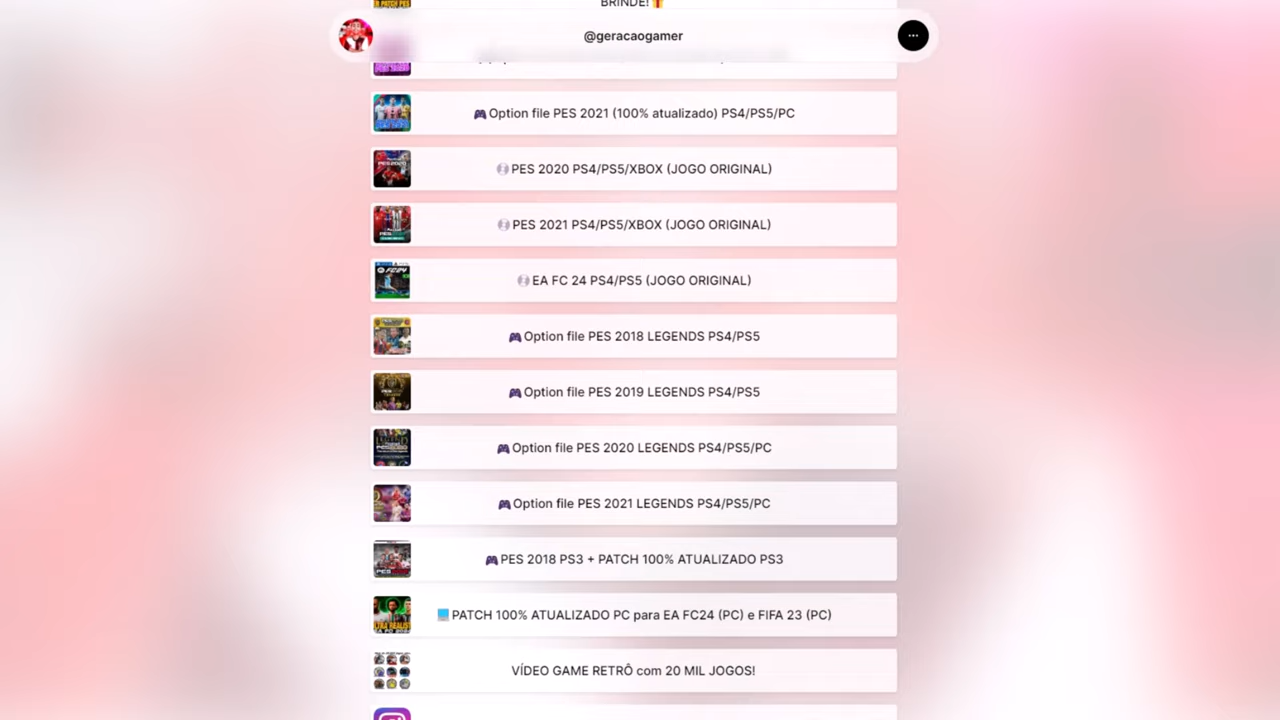 BRINDE!🎁
@geracaogamer
🎮Option file PES 2021 (100% atualizado) PS4/PS5/PC
PES 2020 PS4/PS5/XBOX (JOGO ORIGINAL)
PES 2021 PS4/PS5/XBOX (JOGO ORIGINAL)
EA FC 24 PS4/PS5 (JOGO ORIGINAL)
🎮Option file PES 2018 LEGENDS PS4/PS5
🎮Option file PES 2019 LEGENDS PS4/PS5
🎮Option file PES 2020 LEGENDS PS4/PS5/PC
🎮Option file PES 2021 LEGENDS PS4/PS5/PC
🎮PES 2018 PS3 + PATCH 100% ATUALIZADO PS3
PATCH 100% ATUALIZADO PC para EA FC24 (PC) e FIFA 23 (PC)
VÍDEO GAME RETRÔ com 20 MIL JOGOS!